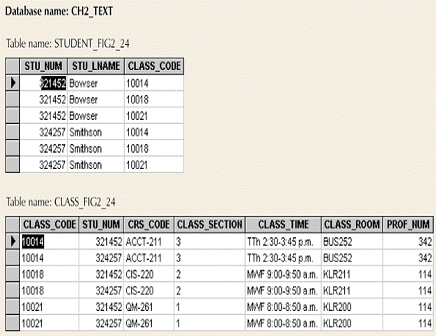 Database name: CH2_TEXT
Table name: STUDENT_FIG2_24
STU_NUM STU_LNAME CLASS_CODE
321452 Bowser 10014
321452 Bowser 10018
321452 Bowser 10021
324257 Smithson 10014
324257 Smithson 10018
324257 Smithson 10021
Table name: CLASS_FIG2_24
CLASS_CODE STU_NUM CRS_CODE CLASS_SECTION CLASS_TIME CLASS_ROOM PROF_NUM
10014 321452 ACCT-211 3 TTh 2:30-3:45 p.m. BUS252 342
10014 324257 ACCT-211 3 TTh 2:30-3:45 p.m. BUS252 342
10018 321452 CIS-220 2 MWF 9:00-9:50 a.m. KLR211 114
10018 324257 CIS-220 2 MWF 9:00-9:50 a.m. KLR211 114
10021 321452 QM-261 1 MWF 8:00-8:50 a.m. KLR200 114
10021 324257 QM-261 1 MWF 8:00-8:50 a.m. KLR200 114